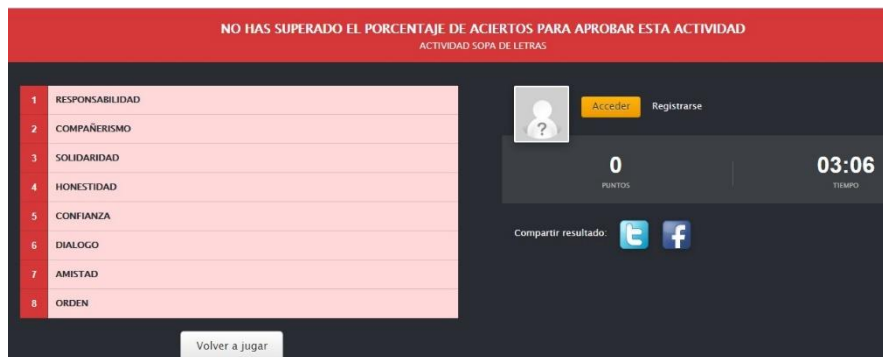 NO HAS SUPERADO EL PORCENTAJE DE ACIERTOS PARA APROBAR ESTA ACTIVIDAD
ACTIVIDAD SOPA DE LETRAS
1 RESPONSABILIDAD
2 COMPAÑERISMO
3 SOLIDARIDAD
4 HONESTIDAD
5 CONFIANZA
6 DIALOGO
7 AMISTAD
8 ORDEN
Volver a jugar
?
Acceder Registrarse
0 03:06
PUNTOS TIEMPO
Compartir resultado: